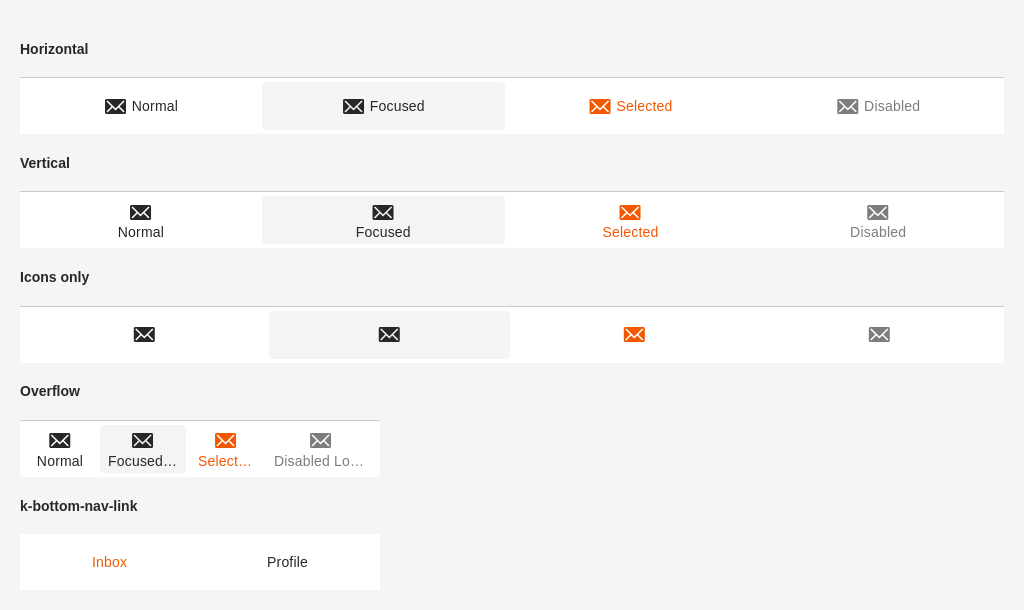 Horizontal
Normal Focused Selected Disabled
Vertical
Normal Focused Selected Disabled
Icons only
Overflow
Normal Focused… Select… Disabled Lo…
k-bottom-nav-link
Inbox Profile